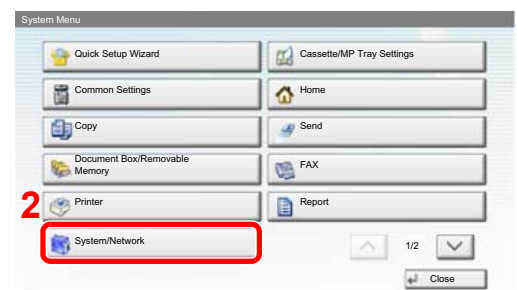 System Menu
Quick Setup Wizard
Cassette/MP Tray Settings
Common Settings
Home
Copy
Send
Document Box/Removable
Memory
FAX
Printer
Report
2
System/Network
1/2
Close